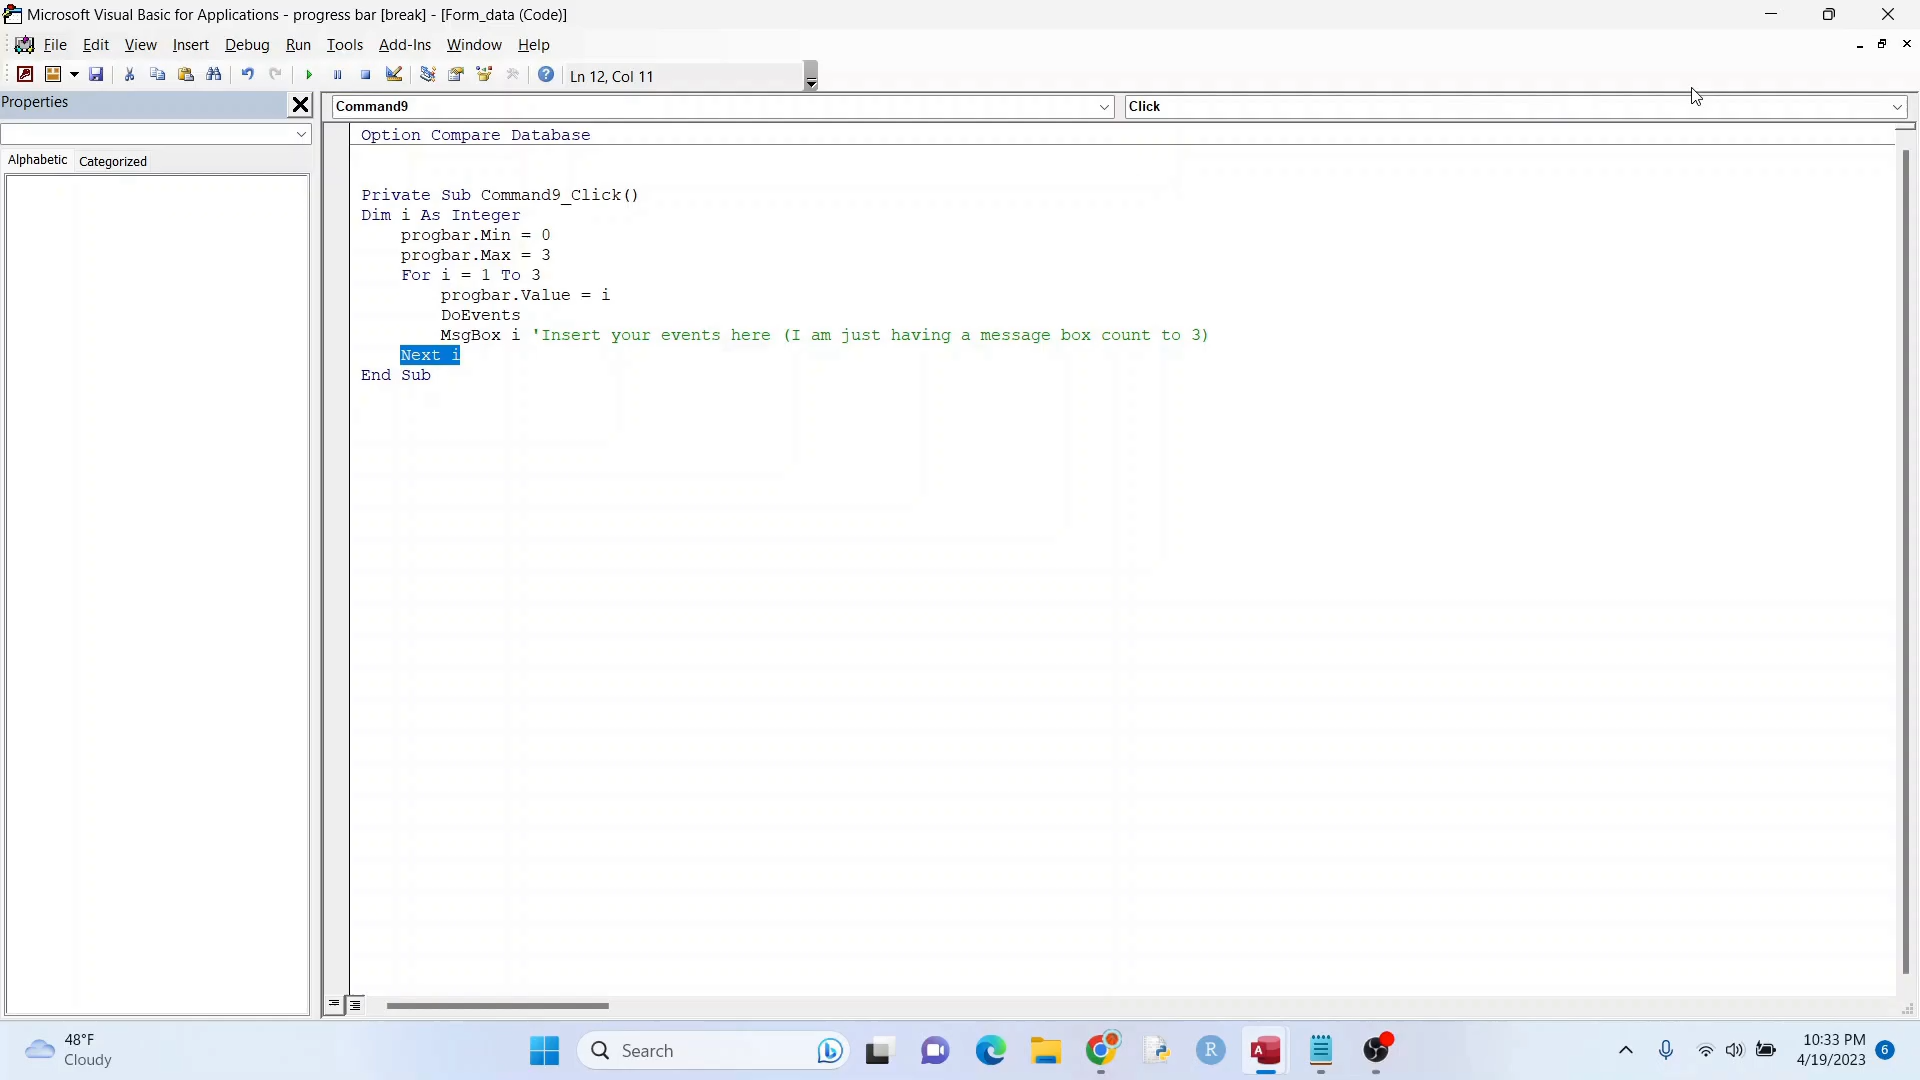 Microsoft Visual Basic for Applications - progress bar [break] - [Form_data (Code)]
File Edit View Insert Debug Run Tools Add-Ins Window Help
Ln 12, Col 11
Properties
Command9
Click
Alphabetic Categorized
Option Compare Database
Private Sub Command9_Click()
Dim i As Integer
progbar.Min = 0
progbar.Max = 3
For i = 1 To 3
progbar.Value = i
DoEvents
MsgBox i 'Insert your events here (I am just having a message box count to 3)
Next i
End Sub
48°F
Cloudy
Search
R
10:33 PM
4/19/2023
6